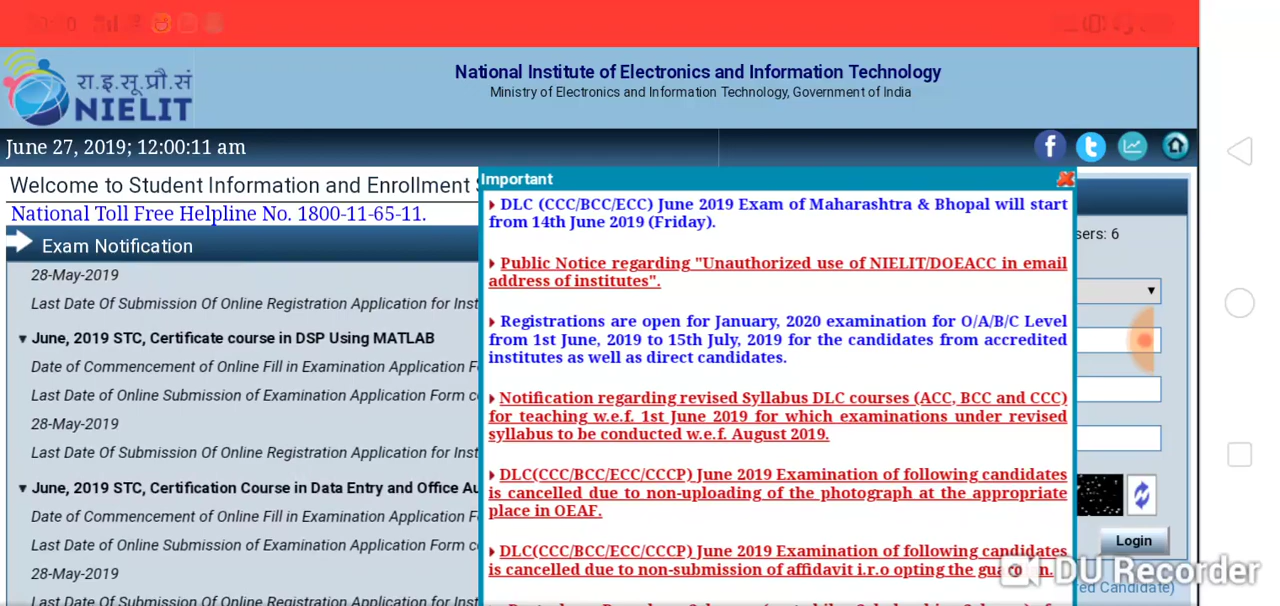 रा.इ.सू.प्रौ.सं
NIELIT
National Institute of Electronics and Information Technology
Ministry of Electronics and Information Technology, Government of India
June 27, 2019; 12:00:11 am
Welcome to Student Information and Enrollment
National Toll Free Helpline No. 1800-11-65-11.
Exam Notification
28-May-2019
Last Date Of Submission Of Online Registration Application for Inst
June, 2019 STC, Certificate course in DSP Using MATLAB
Date of Commencement of Online Fill in Examination Application F
Last Date of Online Submission of Examination Application Form c
28-May-2019
Last Date Of Submission Of Online Registration Application for Inst
June, 2019 STC, Certification Course in Data Entry and Office Au
Date of Commencement of Online Fill in Examination Application F
Last Date of Online Submission of Examination Application Form c
28-May-2019
Last Date Of Submission Of Online Registration Application for Inst
Important
DLC (CCC/BCC/ECC) June 2019 Exam of Maharashtra & Bhopal will start
from 14th June 2019 (Friday).
Public Notice regarding "Unauthorized use of NIELIT/DOEACC in email
address of institutes".
Registrations are open for January, 2020 examination for O/A/B/C Level
from 1st June, 2019 to 15th July, 2019 for the candidates from accredited
institutes as well as direct candidates.
Notification regarding revised Syllabus DLC courses (ACC, BCC and CCC)
for teaching w.e.f. 1st June 2019 for which examinations under revised
syllabus to be conducted w.e.f. August 2019.
DLC(CCC/BCC/ECC/CCCP) June 2019 Examination of following candidates
is cancelled due to non-uploading of the photograph at the appropriate
place in OEAF.
DLC(CCC/BCC/ECC/CCCP) June 2019 Examination of following candidates
is cancelled due to non-submission of affidavit i.r.o opting the
sers: 6
Login
ed Candidate)
DU Recorder